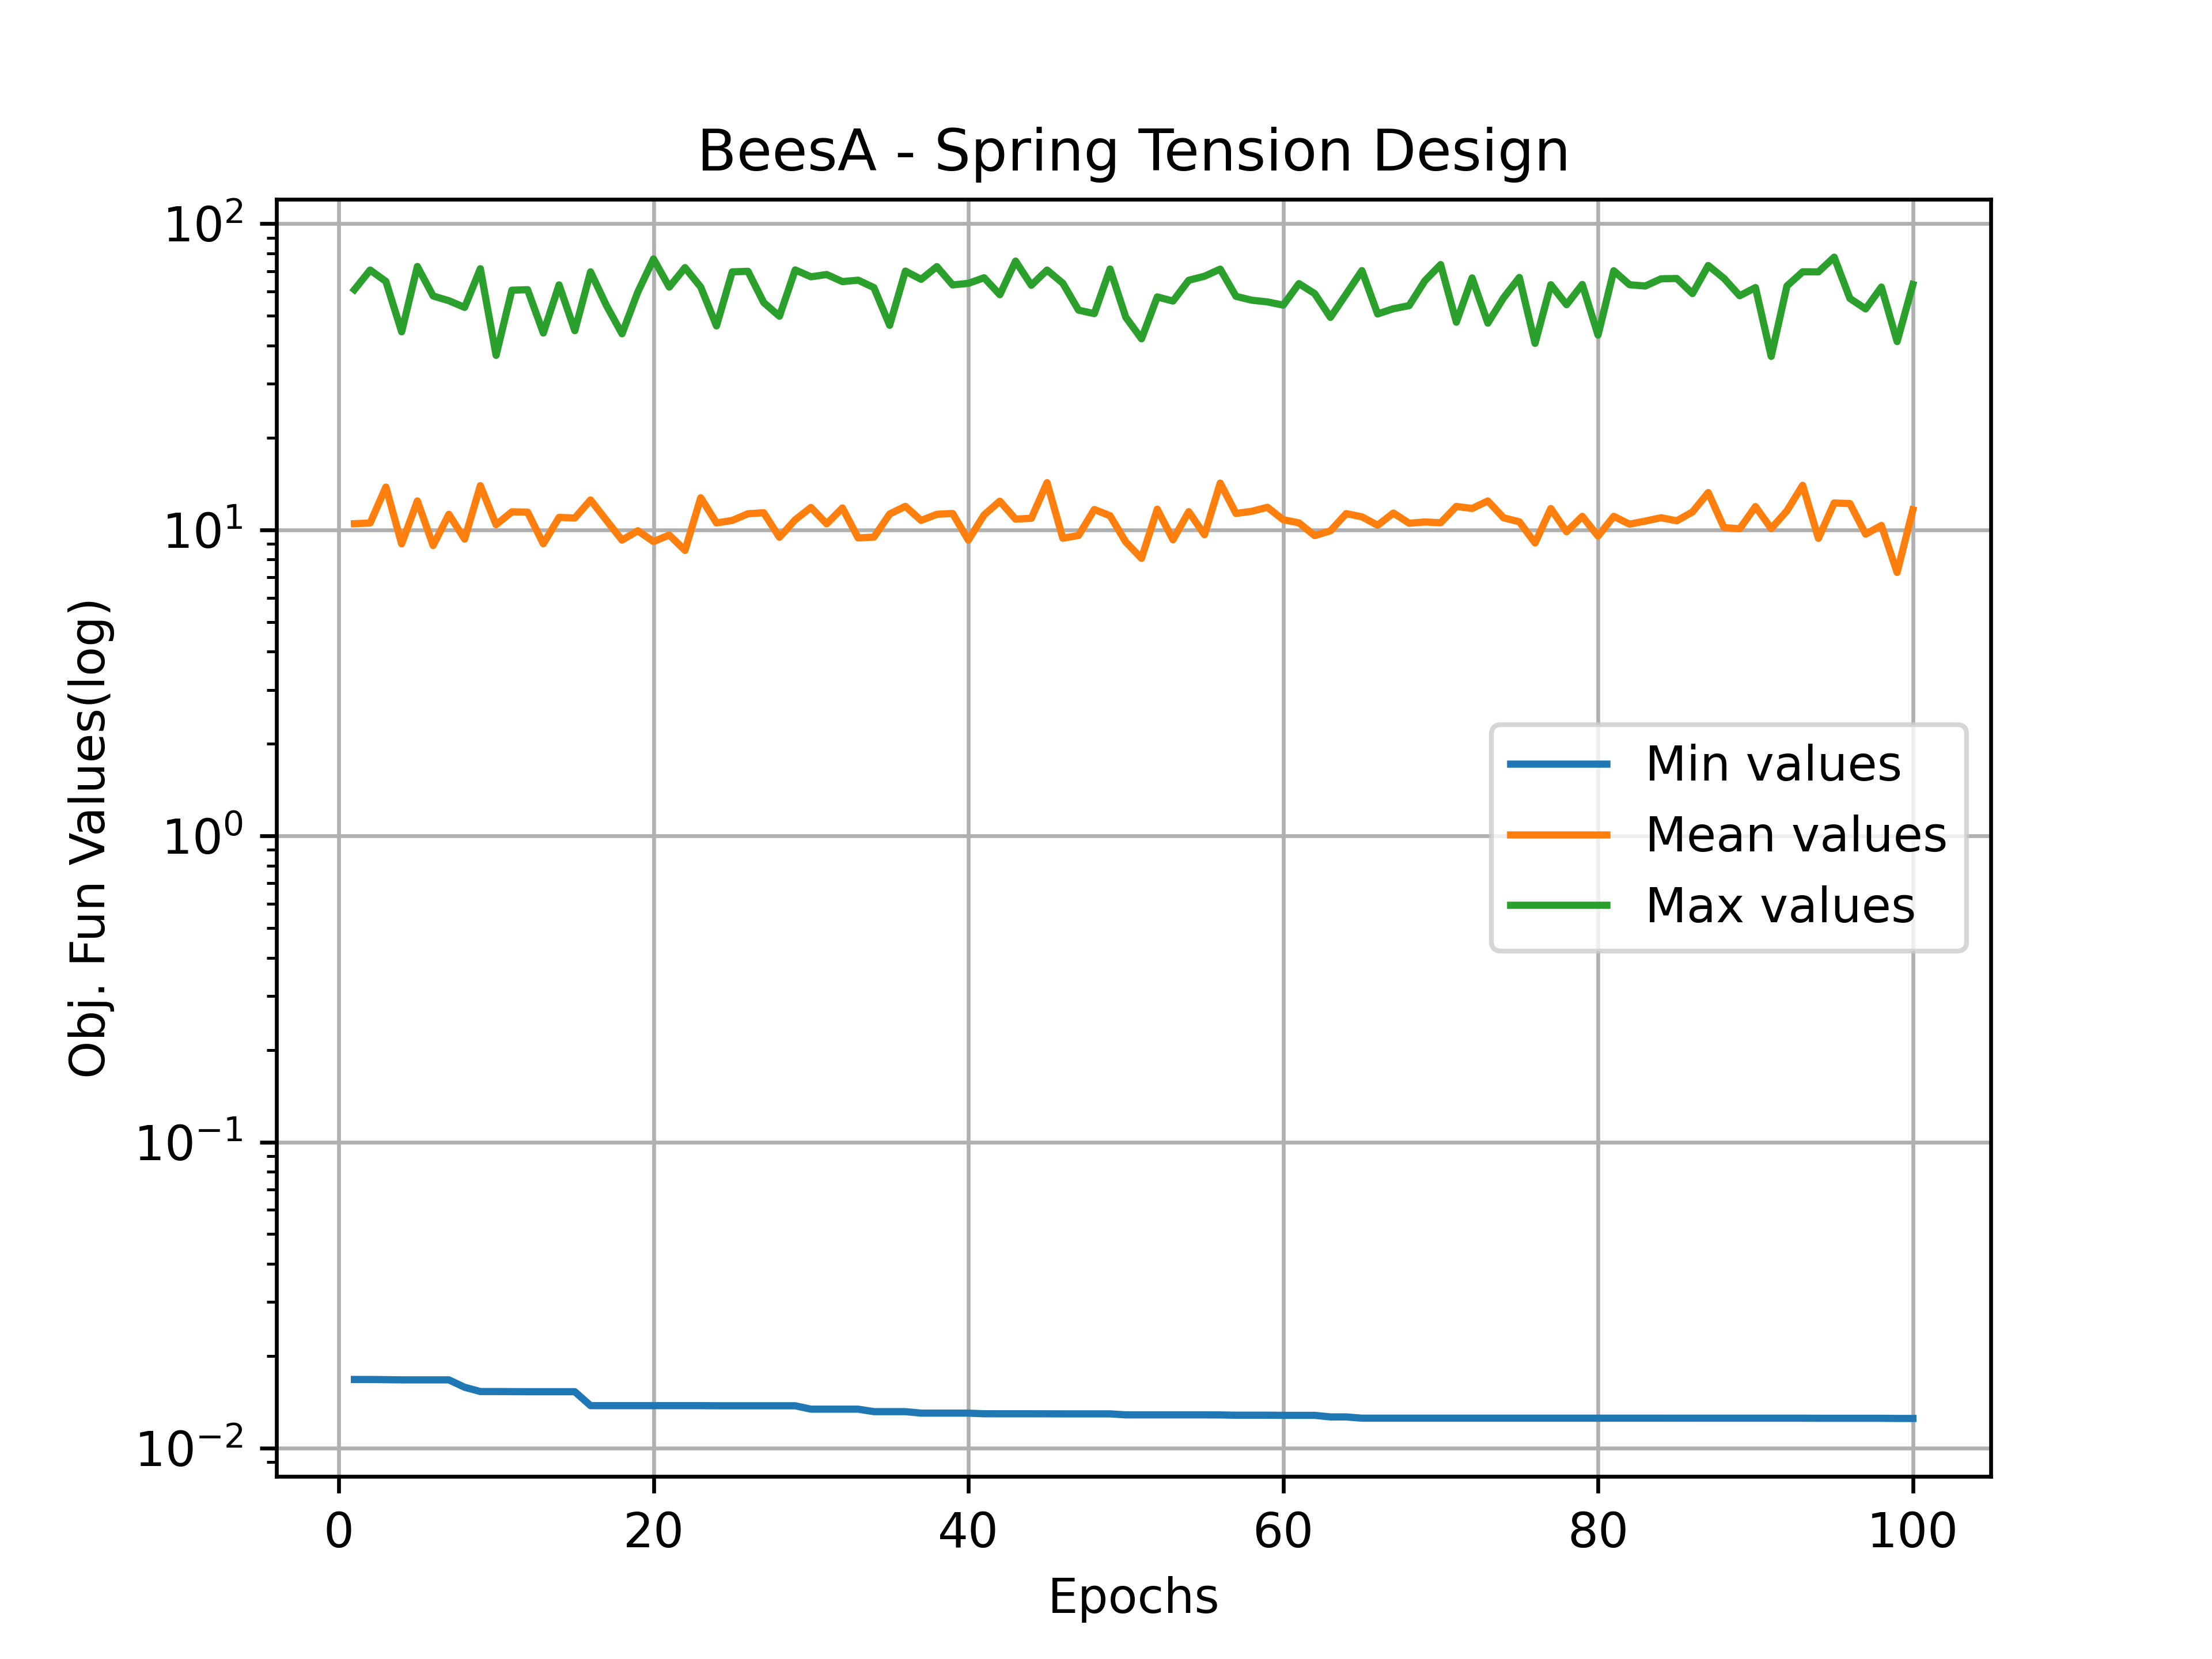 BeesA - Spring Tension Design
10²
10¹
10⁰
10⁻¹
10⁻²
Obj. Fun Values(log)
Min values
Mean values
Max values
0 20 40 60 80 100
Epochs